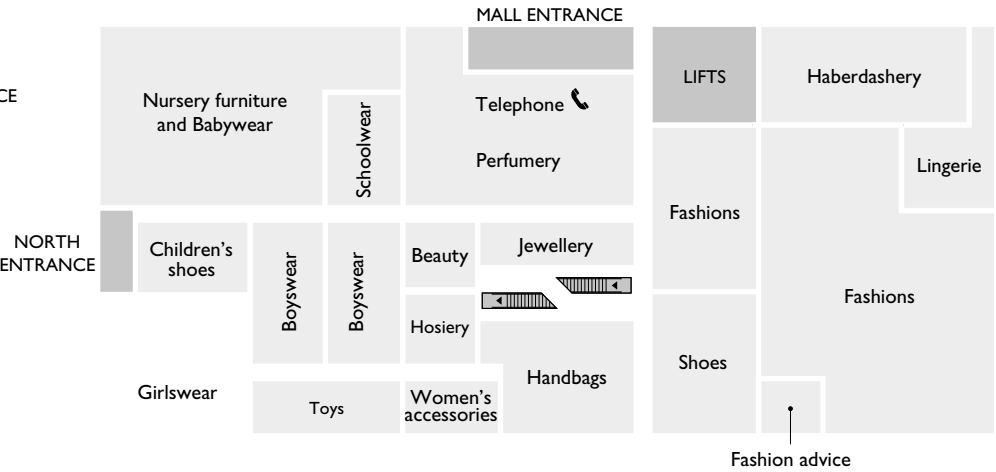 MALL ENTRANCE
LIFTS
Haberdashery
CE
Nursery furniture
and Babywear
Schoolwear
Telephone
Perfumery
Lingerie
Fashions
NORTH
ENTRANCE
Children's
shoes
Boyswear
Boyswear
Beauty
Jewellery
Hosiery
Fashions
Shoes
Handbags
Girlswear
Toys
Women's
accessories
Fashion advice